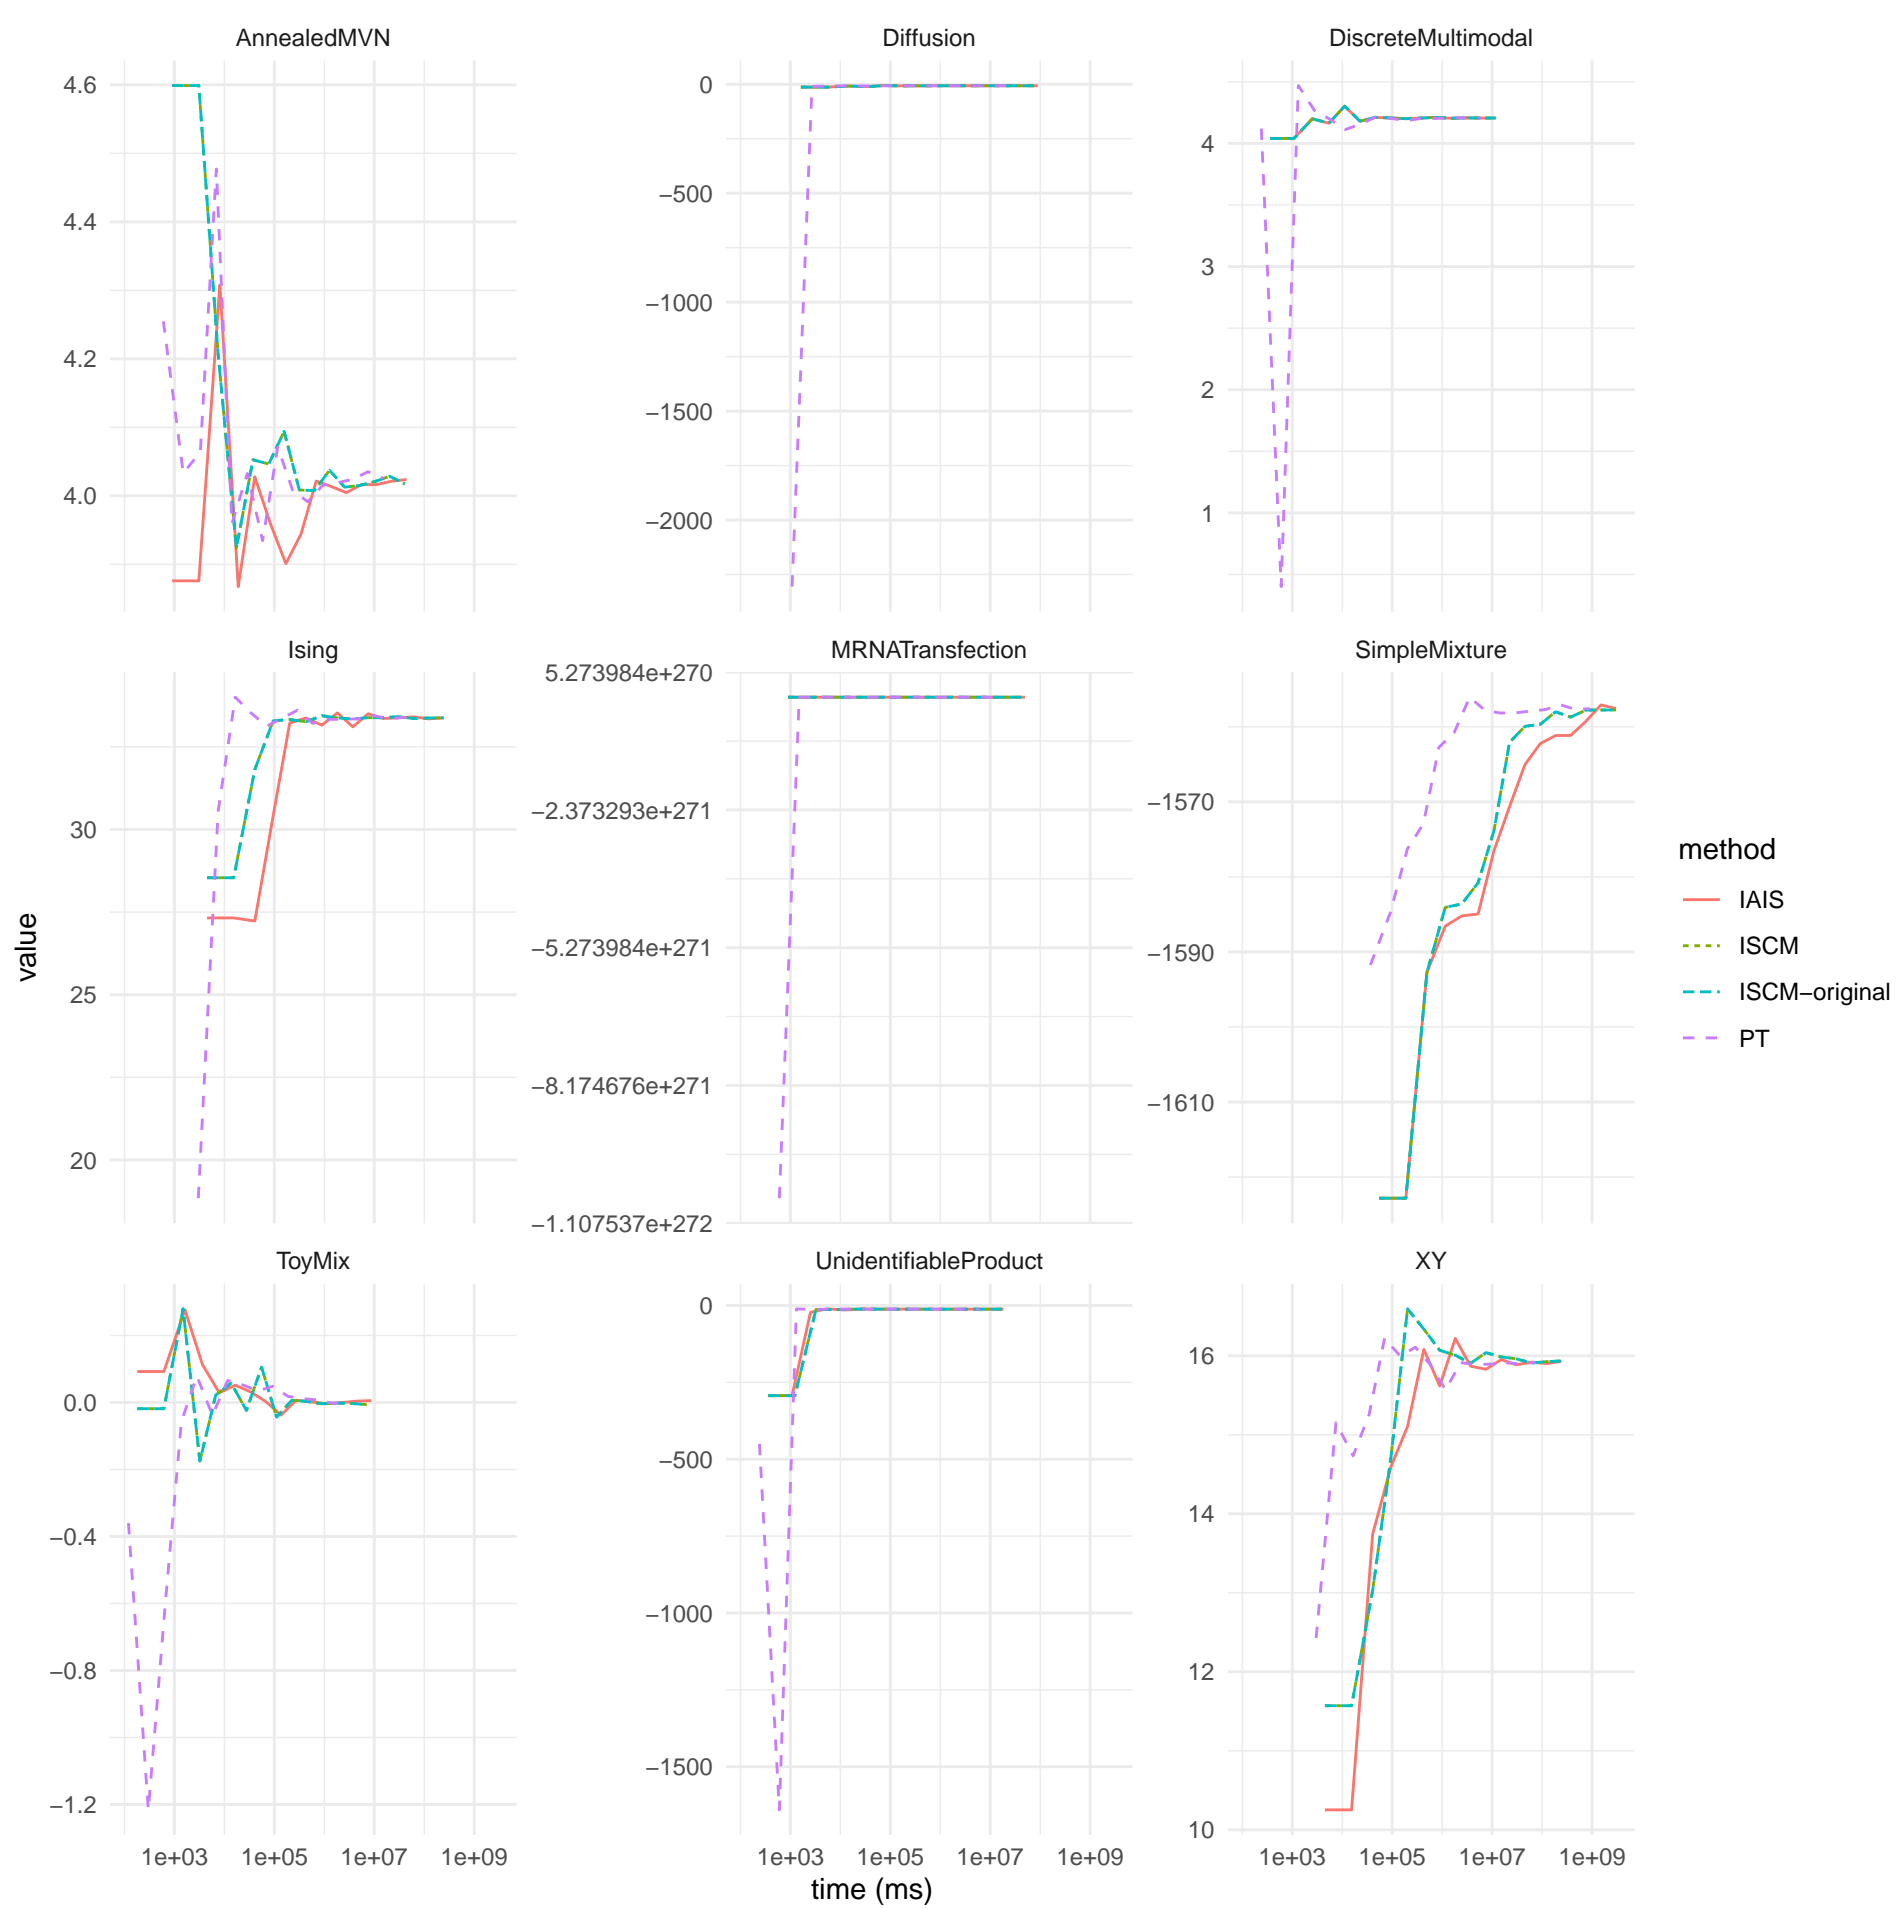 AnnealedMVN
Diffusion
DiscreteMultimodal
4.6
4.4
4.2
4.0
0
−500
−1000
−1500
−2000
4
3
2
1
Ising
MRNATransfection
SimpleMixture
30
25
20
5.273984e+270
−2.373293e+271
−5.273984e+271
−8.174676e+271
−1.107537e+272
−1570
−1590
−1610
ToyMix
UnidentifiableProduct
XY
0.0
−0.4
−0.8
−1.2
0
−500
−1000
−1500
16
14
12
10
1e+03 1e+05 1e+07 1e+09
1e+03 1e+05 1e+07 1e+09
1e+03 1e+05 1e+07 1e+09
time (ms)
value
method
IAIS
ISCM
ISCM−original
PT